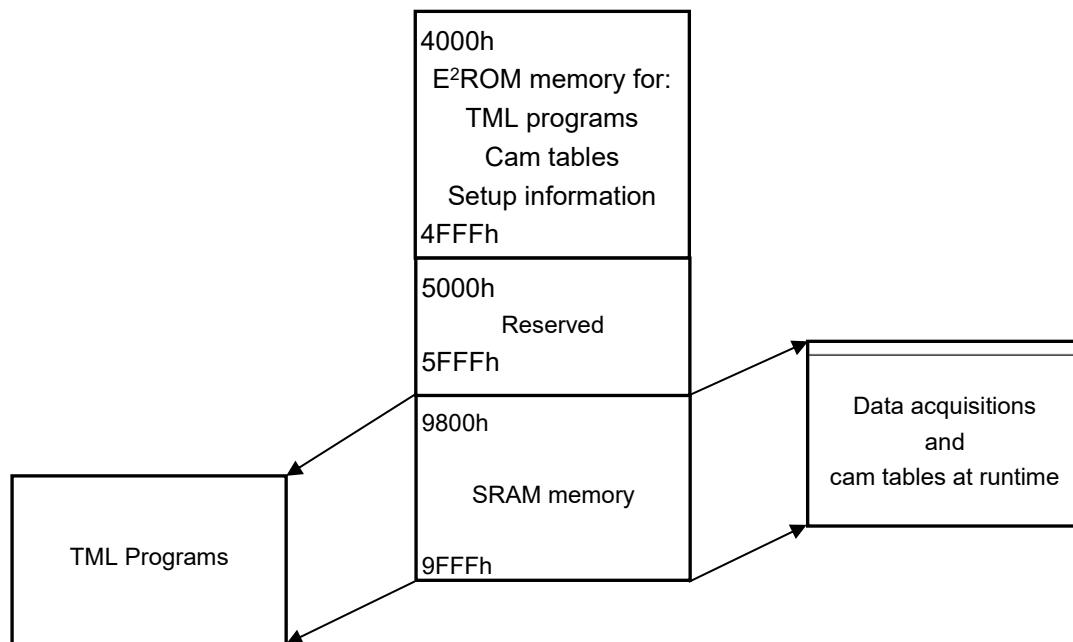 4000h
E²ROM memory for:
TML programs
Cam tables
Setup information
4FFFh
5000h
Reserved
5FFFh
9800h
SRAM memory
9FFFh
Data acquisitions
and
cam tables at runtime
TML Programs